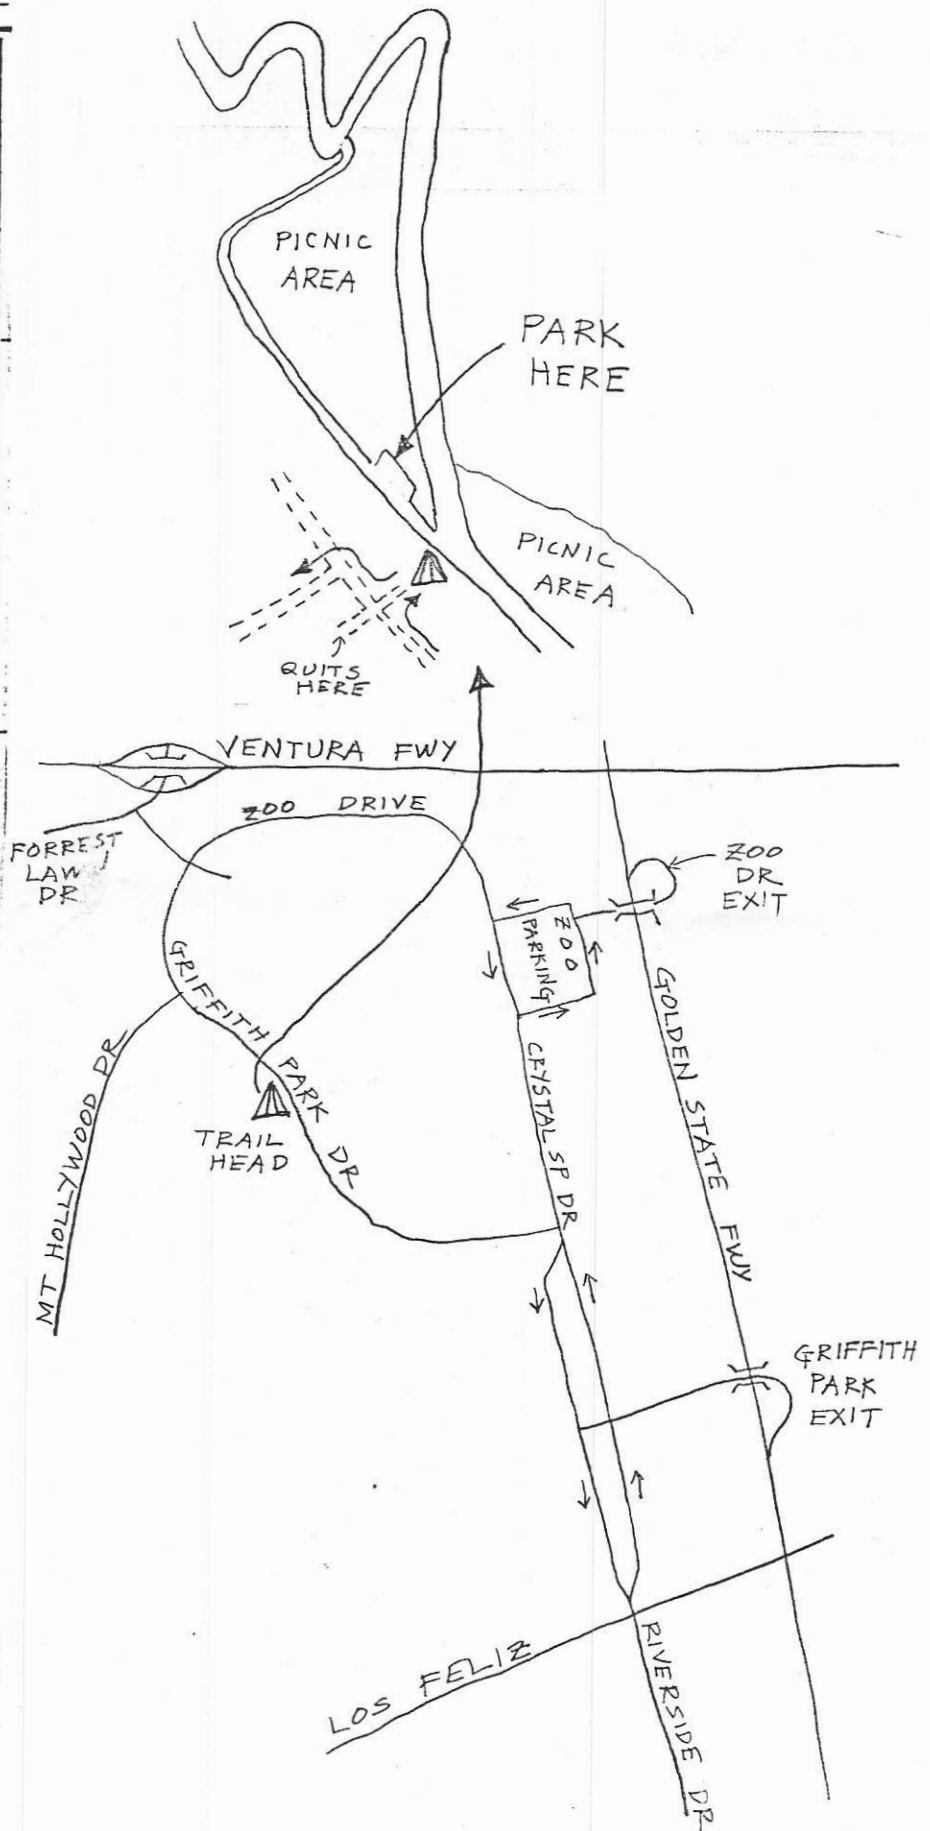 PICNIC
AREA
PARK
HERE
PICNIC
AREA
QUITS
HERE
VENTURA FWY
ZOO DRIVE
FORREST
LAW
DR
ZOO
DR
EXIT
ZOO
PARKING
GRIFFITH PARK DR
GOLDEN STATE FWY
MT HOLLYWOOD DR
CRYSTAL SP DR
TRAIL
HEAD
GRIFFITH
PARK
EXIT
LOS FELIZ
RIVERSIDE DR